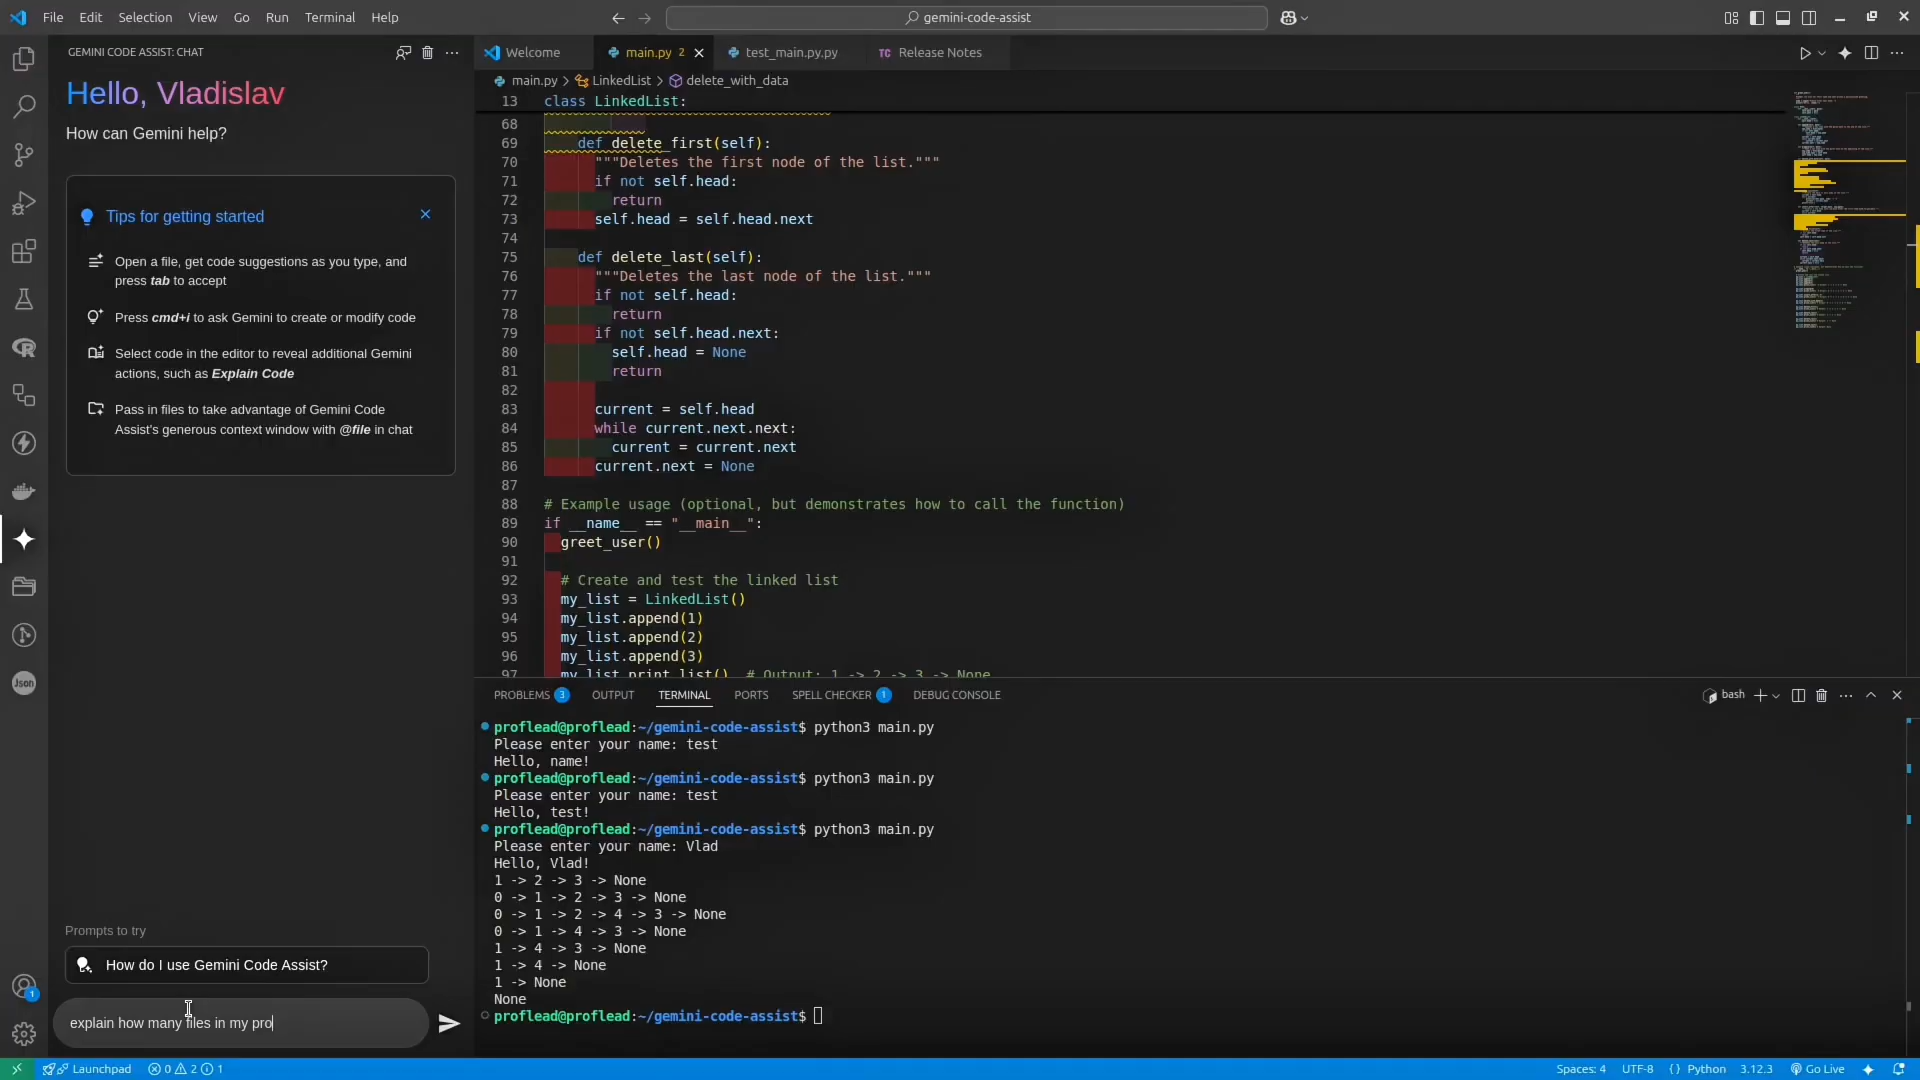 File Edit Selection View Go Run Terminal Help
gemini-code-assist
GEMINI CODE ASSIST: CHAT
Hello, Vladislav
How can Gemini help?
Tips for getting started
Open a file, get code suggestions as you type, and
press tab to accept
Press cmd+i to ask Gemini to create or modify code
Select code in the editor to reveal additional Gemini
actions, such as Explain Code
Pass in files to take advantage of Gemini Code
Assist's generous context window with @file in chat
Prompts to try
How do I use Gemini Code Assist?
explain how many files in my pro
Json
1
Welcome main.py 2 test_main.py.py TC Release Notes
main.py > LinkedList > delete_with_data
13 class LinkedList:
68
69 def delete_first(self):
70 """Deletes the first node of the list."""
71 if not self.head:
72 return
73 self.head = self.head.next
74
75 def delete_last(self):
76 """Deletes the last node of the list."""
77 if not self.head:
78 return
79 if not self.head.next:
80 self.head = None
81 return
82
83 current = self.head
84 while current.next.next:
85 current = current.next
86 current.next = None
87
88 # Example usage (optional, but demonstrates how to call the function)
89 if __name__ == "__main__":
90 greet_user()
91
92 # Create and test the linked list
93 my_list = LinkedList()
94 my_list.append(1)
95 my_list.append(2)
96 my_list.append(3)
97 my_list.print_list() # Output: 1 -> 2 -> 3 -> None
PROBLEMS 3 OUTPUT TERMINAL PORTS SPELL CHECKER 1 DEBUG CONSOLE
bash
proflead@proflead:~/gemini-code-assist$ python3 main.py
Please enter your name: test
Hello, name!
proflead@proflead:~/gemini-code-assist$ python3 main.py
Please enter your name: test
Hello, test!
proflead@proflead:~/gemini-code-assist$ python3 main.py
Please enter your name: Vlad
Hello, Vlad!
1 -> 2 -> 3 -> None
0 -> 1 -> 2 -> 3 -> None
0 -> 1 -> 2 -> 4 -> 3 -> None
0 -> 1 -> 4 -> 3 -> None
1 -> 4 -> 3 -> None
1 -> 4 -> None
1 -> None
None
proflead@proflead:~/gemini-code-assist$
Launchpad 0 2 1 Spaces: 4 UTF-8 {} Python 3.12.3 Go Live